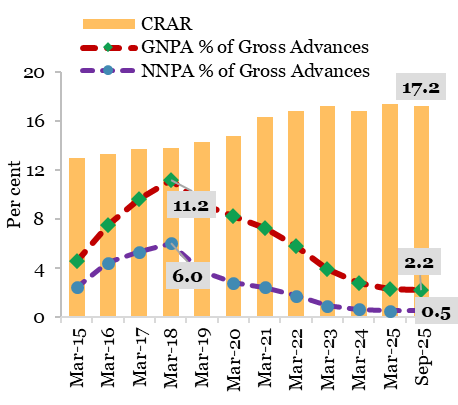 CRAR
GNPA % of Gross Advances
NNPA % of Gross Advances
Per cent
20
16
12
8
4
0
17.2
11.2
6.0
2.2
0.5
Mar-15
Mar-16
Mar-17
Mar-18
Mar-19
Mar-20
Mar-21
Mar-22
Mar-23
Mar-24
Mar-25
Sep-25